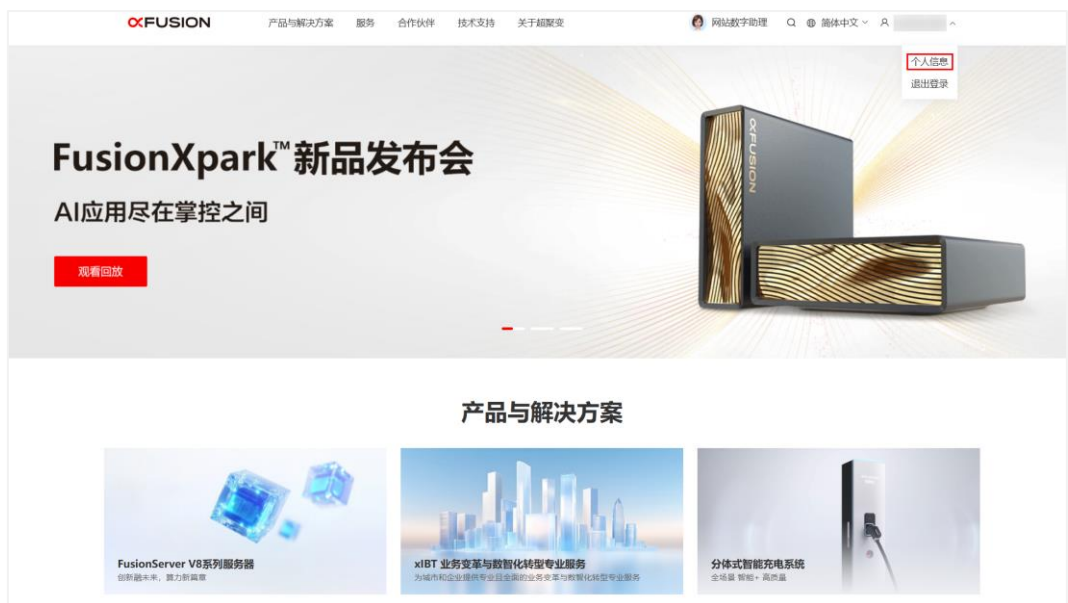 XFUSION
产品与解决方案 服务 合作伙伴 技术支持 关于超聚变 网站数字助理 简体中文
个人信息
退出登录
FusionXpark™新品发布会
AI应用尽在掌控之间
观看回放
XFUSION
产品与解决方案
FusionServer V8系列服务器
创新融未来，算力新篇章
xIBT 业务变革与数智化转型专业服务
为城市和企业提供专业且全面的业务变革与数智化转型专业服务
分体式智能充电系统
全场景 智能+ 高质量